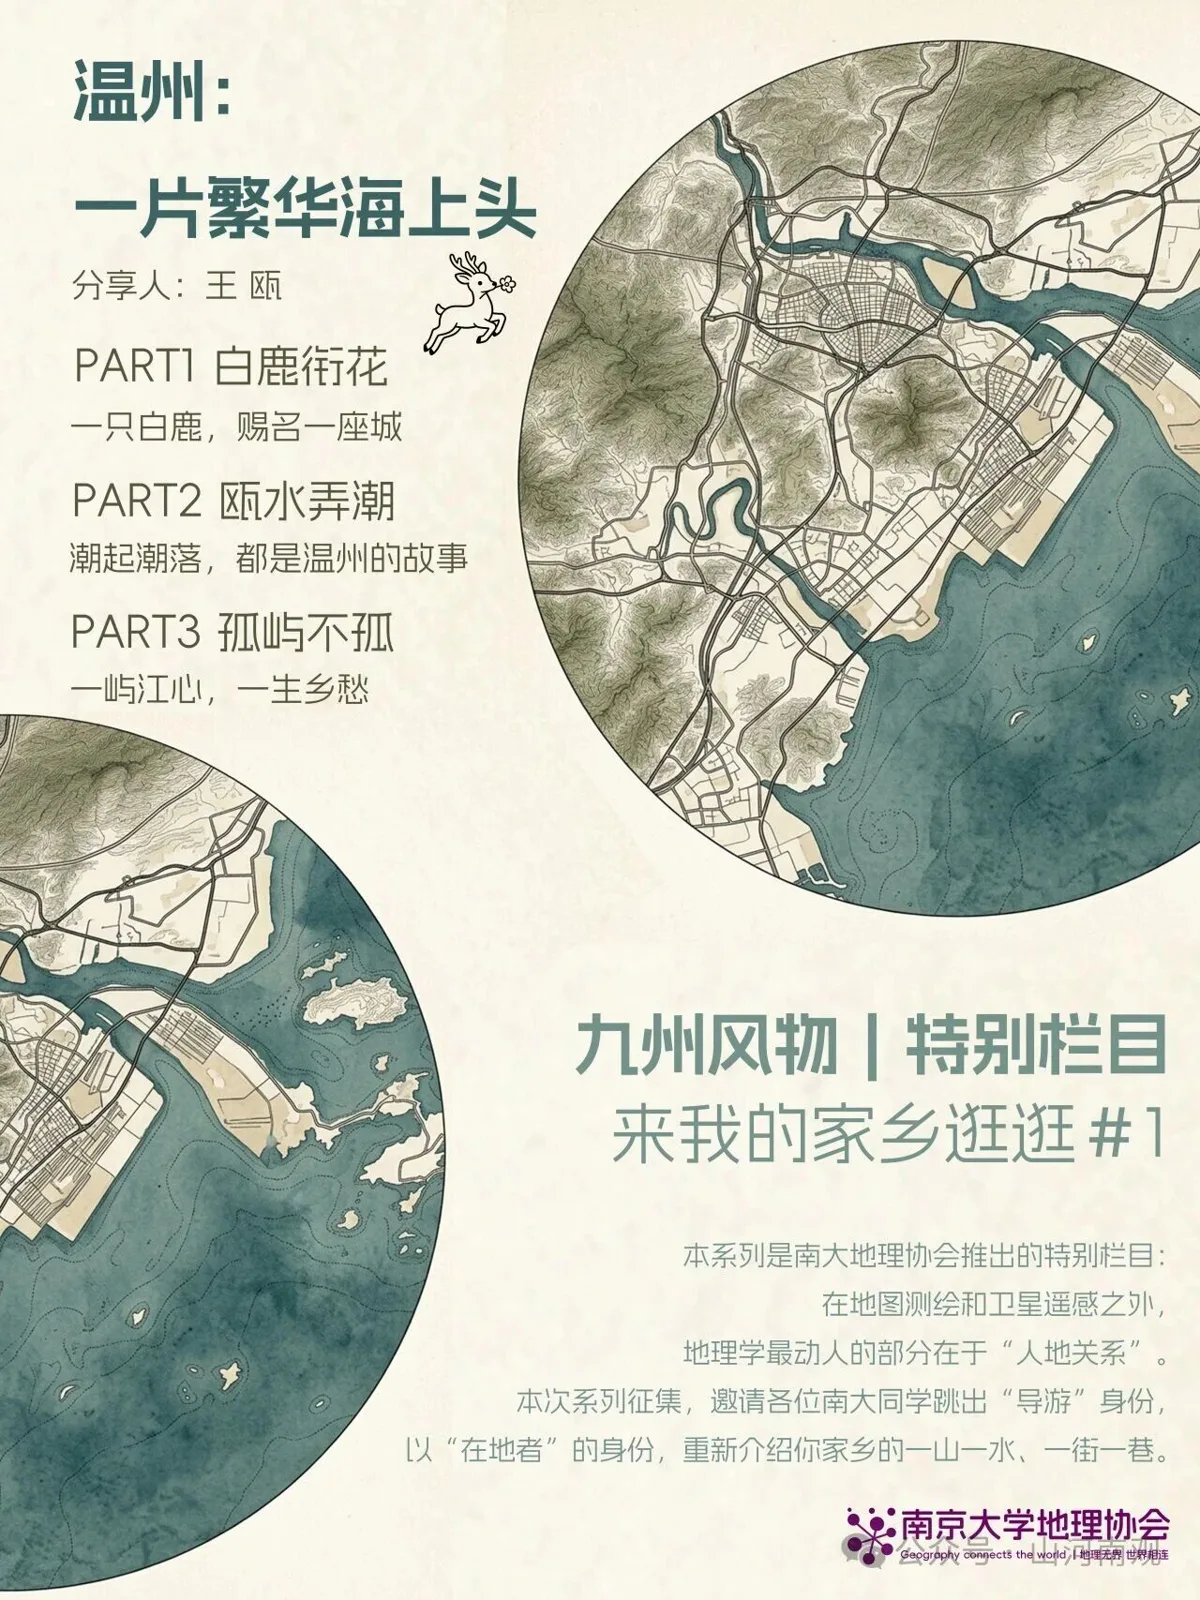 温州：
一片繁华海上头
分享人：王 瓯
PART1 白鹿衔花
一只白鹿，赐名一座城
PART2 瓯水弄潮
潮起潮落，都是温州的故事
PART3 孤屿不孤
一屿江心，一生乡愁
九州风物 | 特别栏目
来我的家乡逛逛#1
本系列是南大地理协会推出的特别栏目：
在地图测绘和卫星遥感之外，
地理学最动人的部分在于“人地关系”。
本次系列征集，邀请各位南大同学跳出“导游”身份，
以“在地者”的身份，重新介绍你家乡的一山一水、一街一巷。
南京大学地理协会
Geography connects the world | 地理无界 世界相连
公众号·山河南观